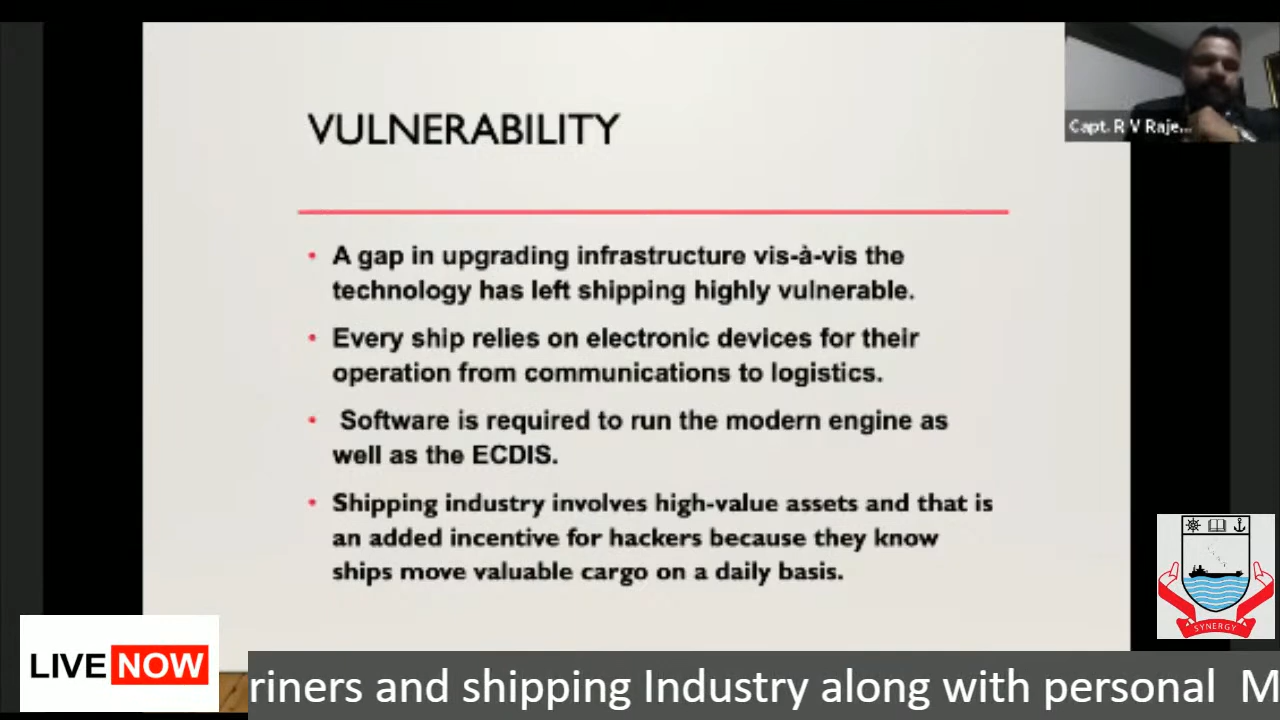 VULNERABILITY
Capt. R V Raje...
• A gap in upgrading infrastructure vis-à-vis the
technology has left shipping highly vulnerable.
• Every ship relies on electronic devices for their
operation from communications to logistics.
• Software is required to run the modern engine as
well as the ECDIS.
• Shipping industry involves high-value assets and that is
an added incentive for hackers because they know
ships move valuable cargo on a daily basis.
SYNERGY
LIVE NOW
riners and shipping Industry along with personal M